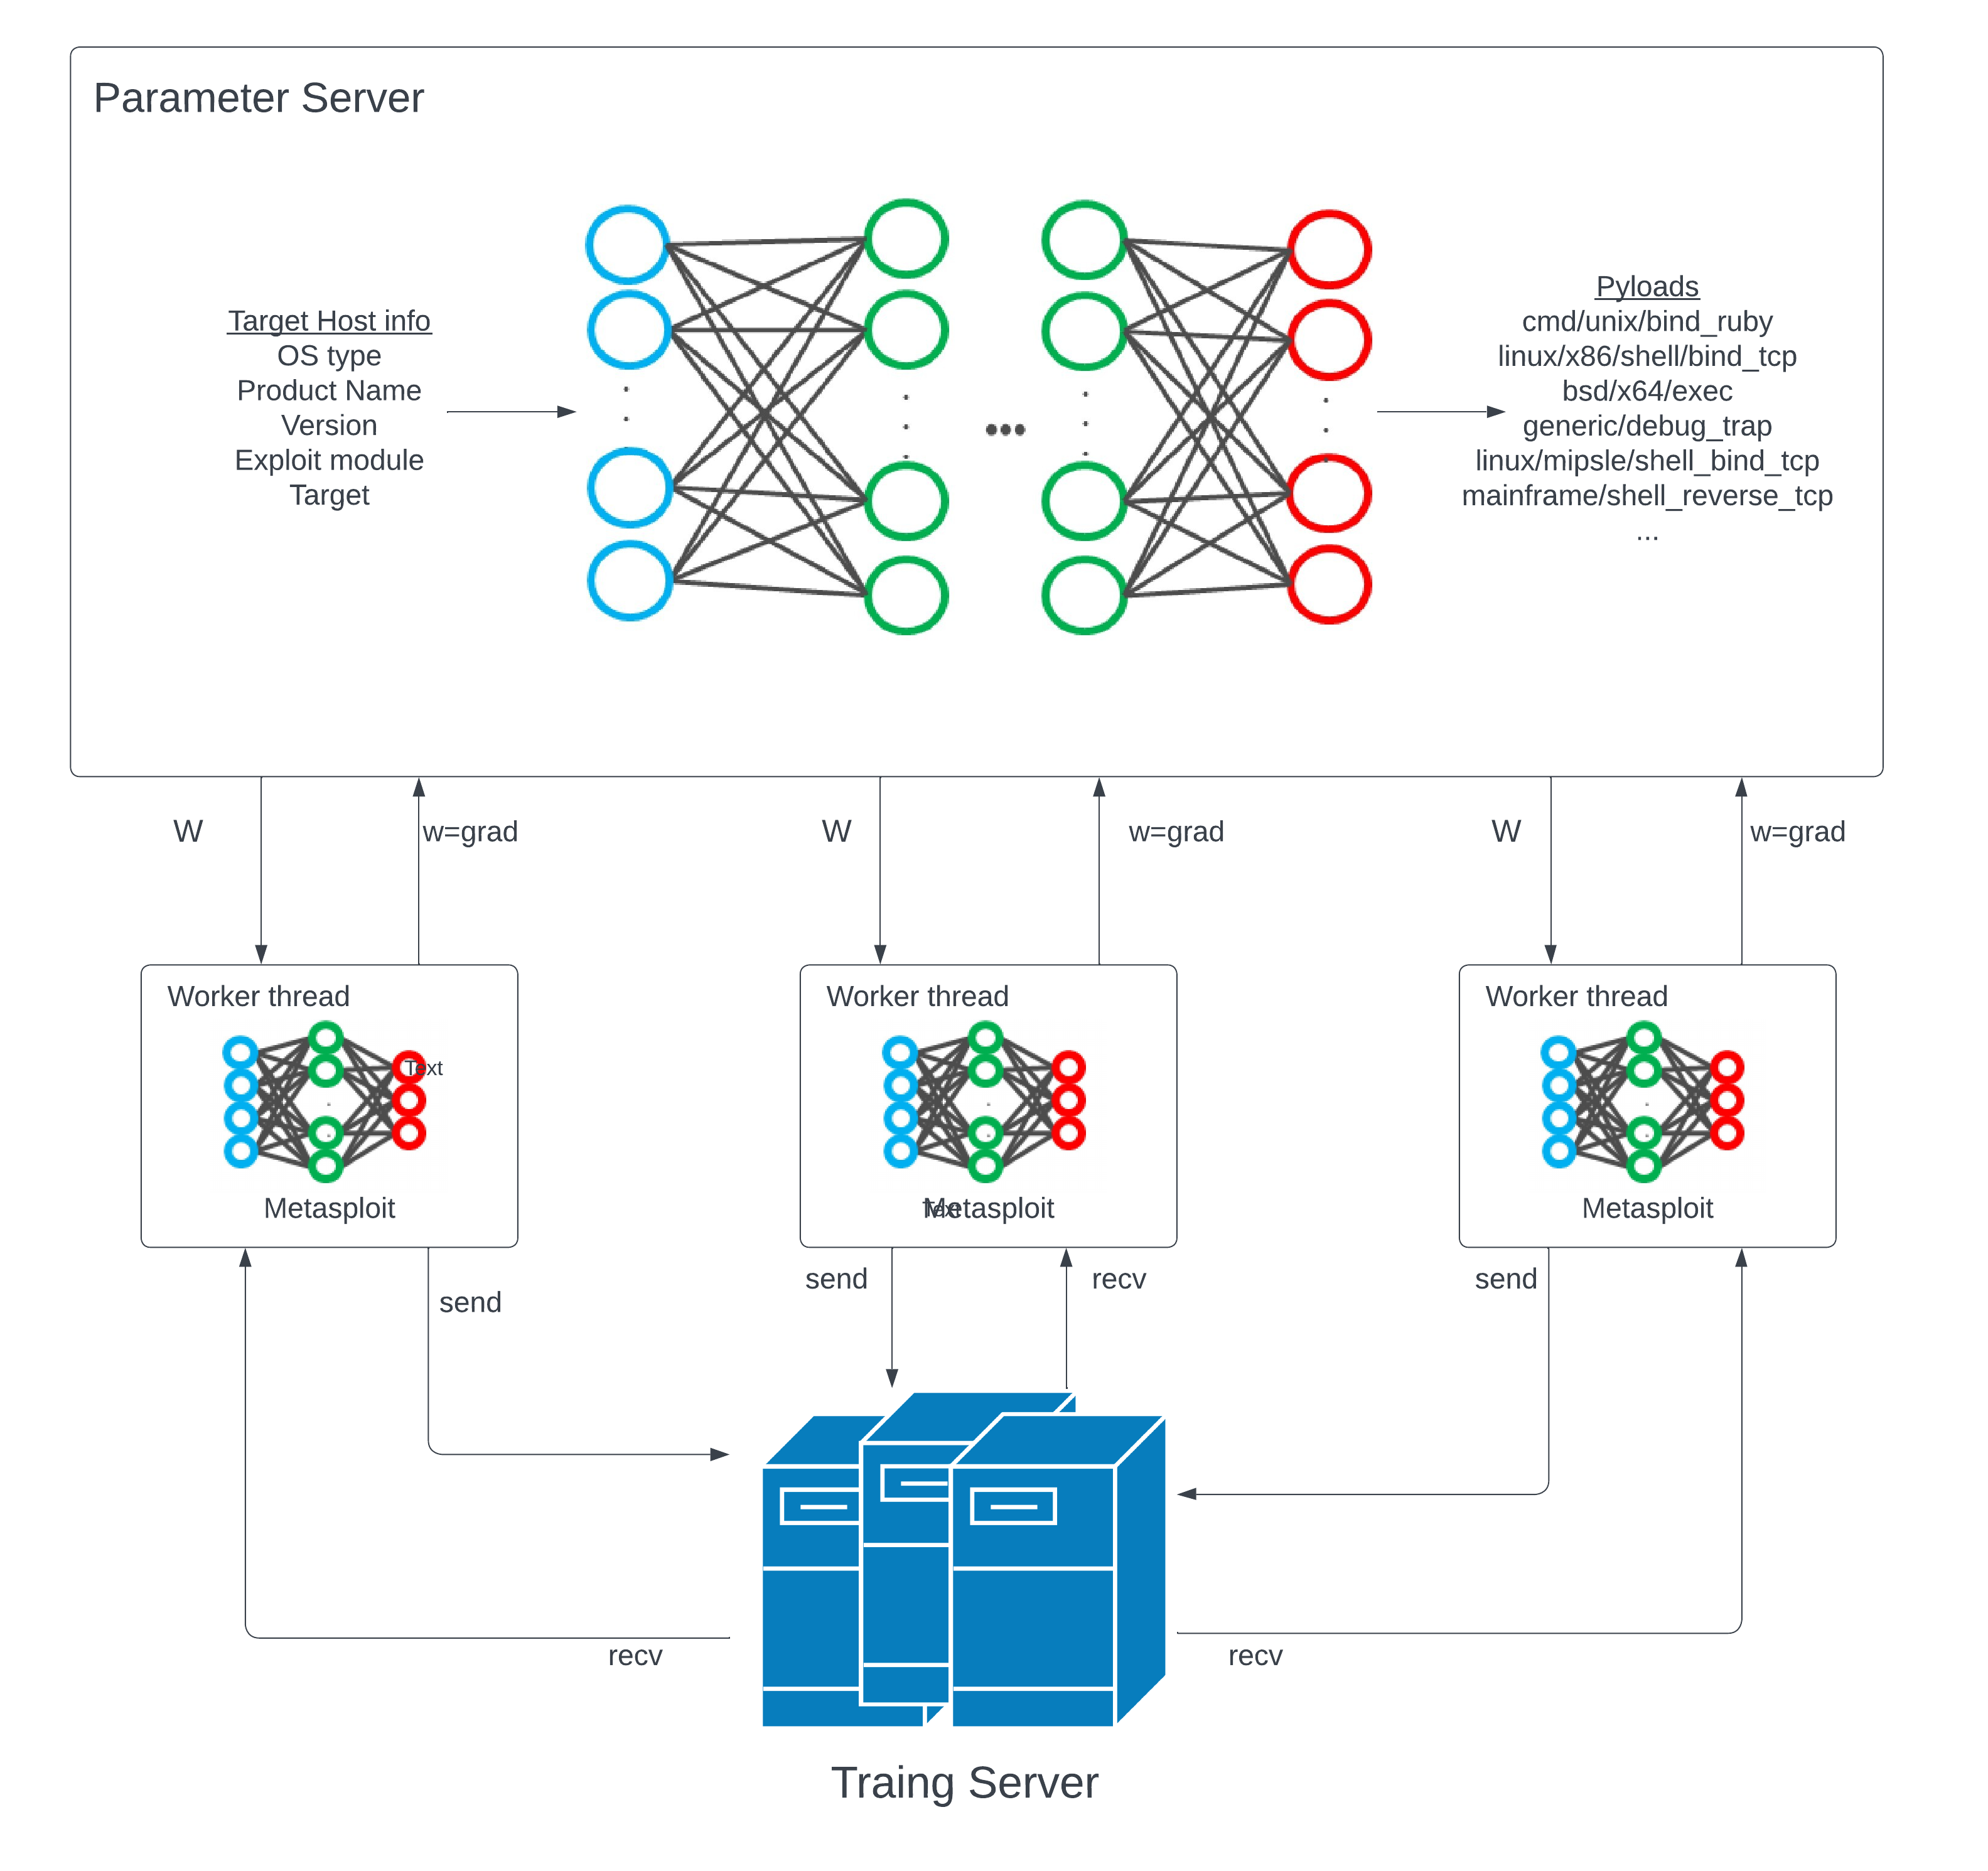 Parameter Server
Target Host info
OS type
Product Name
Version
Exploit module
Target
Pyloads
cmd/unix/bind_ruby
linux/x86/shell/bind_tcp
bsd/x64/exec
generic/debug_trap
linux/mipsle/shell_bind_tcp
mainframe/shell_reverse_tcp
...
W
w=grad
W
w=grad
W
w=grad
Worker thread
Text
Metasploit
Worker thread
Text
Metasploit
Worker thread
Metasploit
send
send
recv
send
recv
recv
Traing Server